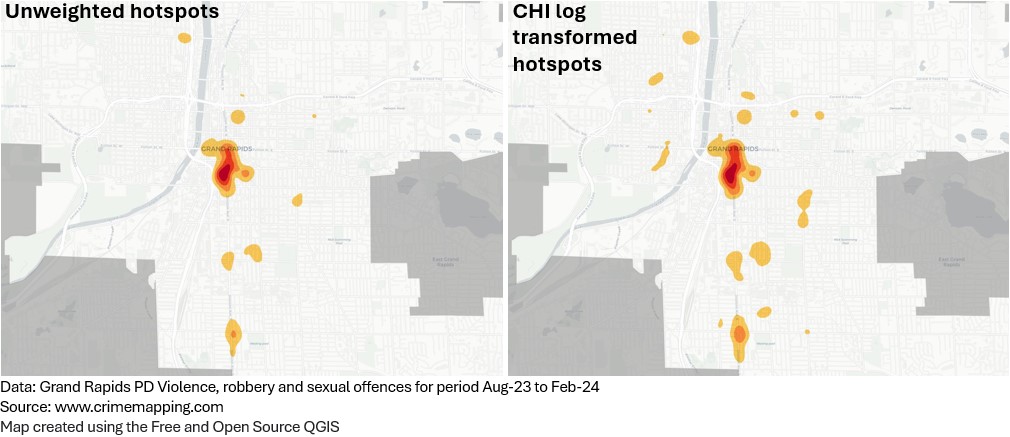 Unweighted hotspots
CHI log
transformed
hotspots
GRAND RAPIDS
GRAND RAPIDS
East Grand
Rapids
East Grand
Rapids
Data: Grand Rapids PD Violence, robbery and sexual offences for period Aug-23 to Feb-24
Source: www.crimemapping.com
Map created using the Free and Open Source QGIS